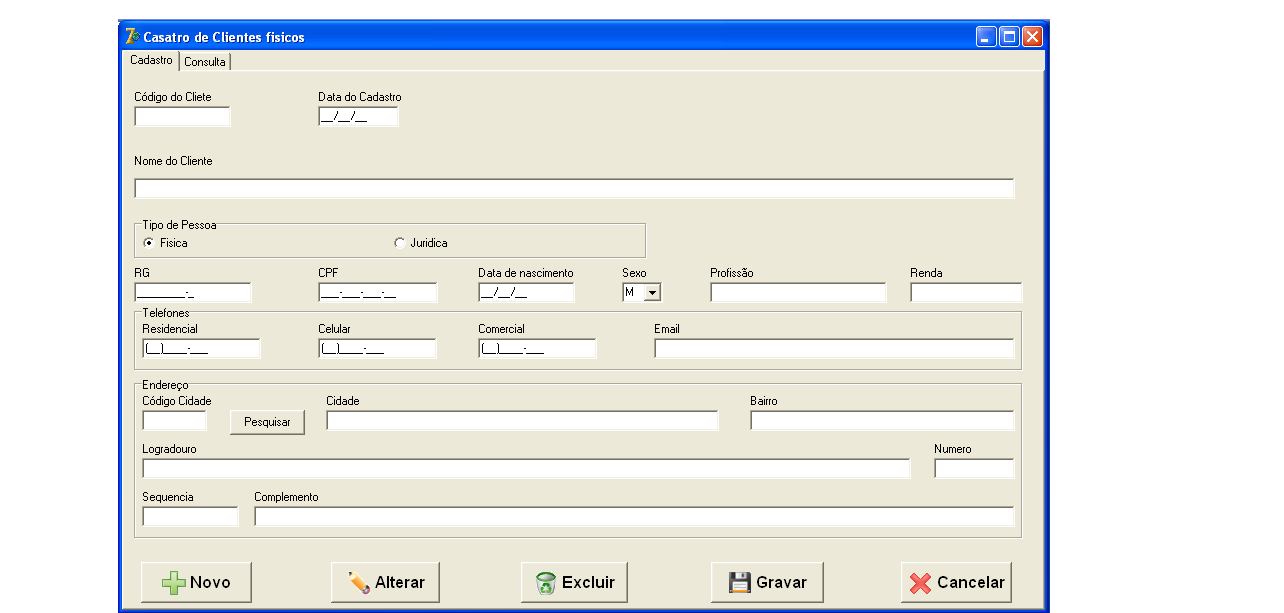 Casatro de Clientes fisicos
Cadastro Consulta
Código do Cliete Data do Cadastro
__/__/__
Nome do Cliente
Tipo de Pessoa
Fisica Juridica
RG CPF Data de nascimento Sexo Profissão Renda
________-_ ___-___-___-__ __/__/__ M
Telefones
Residencial Celular Comercial Email
(__)____-___ (__)____-___ (__)____-___
Endereço
Código Cidade Cidade Bairro
Pesquisar
Logradouro Numero
Sequencia Complemento
Novo Alterar Excluir Gravar Cancelar